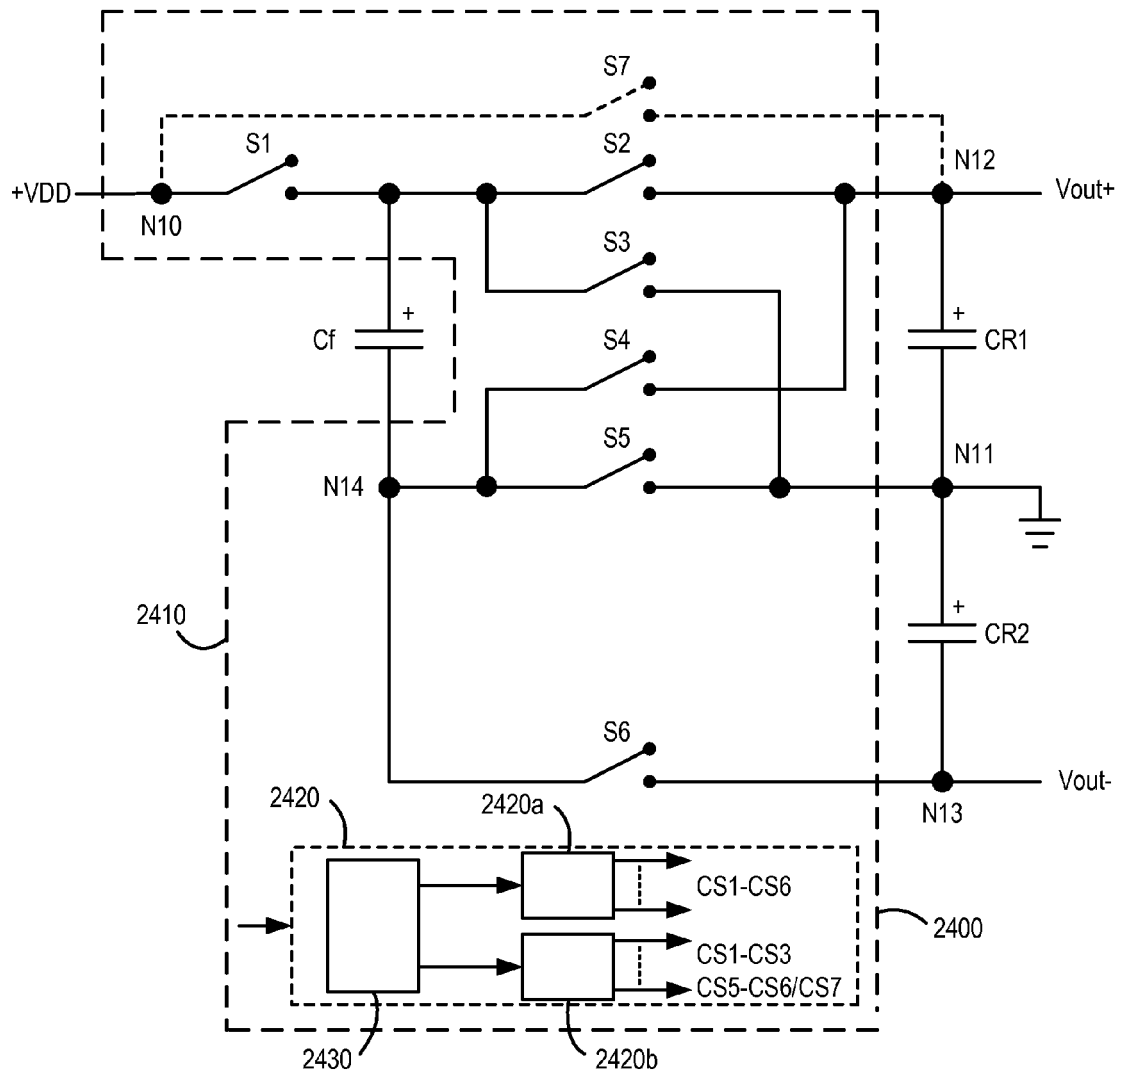 S7
S1
S2
N12
+VDD
Vout+
N10
S3
+
+
Cf
S4
CR1
S5
N11
N14
2410
+
CR2
S6
Vout-
2420
2420a
N13
CS1-CS6
2400
CS1-CS3
CS5-CS6/CS7
2430
2420b